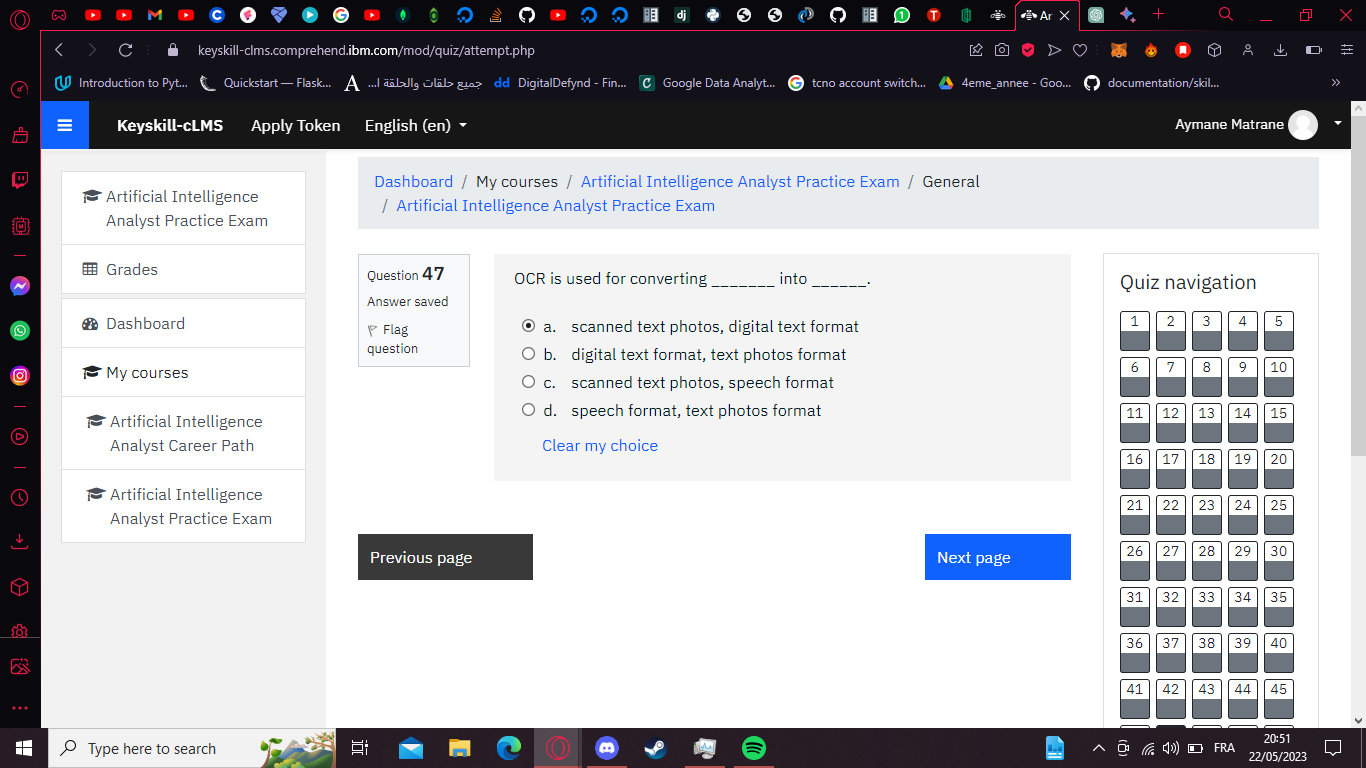 Ar
keyskill-clms.comprehend.ibm.com/mod/quiz/attempt.php
Introduction to Pyt...
Quickstart — Flask...
جميع حلقات والحلقة ا...
DigitalDefynd - Fin...
Google Data Analyt...
tcno account switch...
4eme_annee - Goo...
documentation/skil...
Keyskill-cLMS
Apply Token
English (en)
Aymane Matrane
Artificial Intelligence
Analyst Practice Exam
Grades
Dashboard
My courses
Artificial Intelligence
Analyst Career Path
Artificial Intelligence
Analyst Practice Exam
Dashboard / My courses / Artificial Intelligence Analyst Practice Exam / General
/ Artificial Intelligence Analyst Practice Exam
Question 47
Answer saved
Flag
question
OCR is used for converting _______ into ______.
a. scanned text photos, digital text format
b. digital text format, text photos format
c. scanned text photos, speech format
d. speech format, text photos format
Clear my choice
Previous page
Next page
Quiz navigation
1 2 3 4 5
6 7 8 9 10
11 12 13 14 15
16 17 18 19 20
21 22 23 24 25
26 27 28 29 30
31 32 33 34 35
36 37 38 39 40
41 42 43 44 45
Type here to search
FRA
20:51
22/05/2023